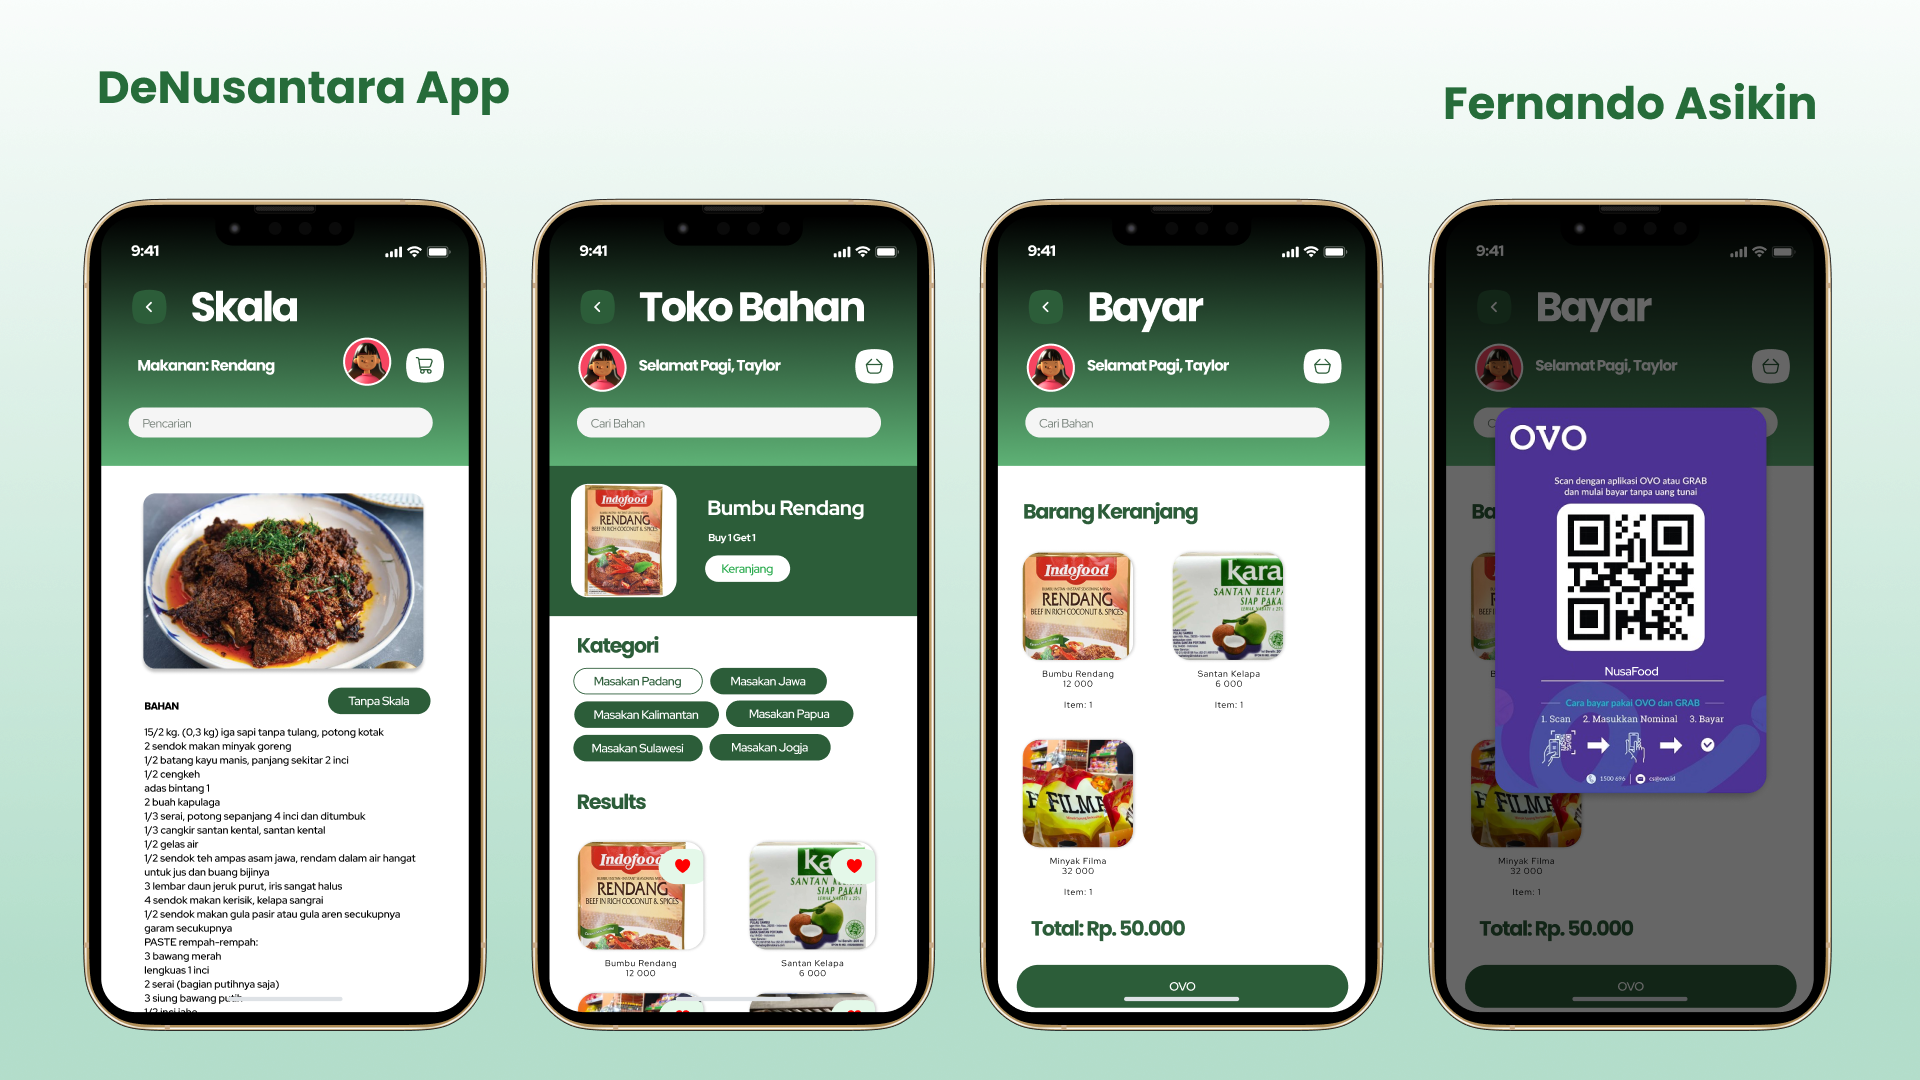 DeNusantara App
Fernando Asikin
9:41
Skala
Makanan: Rendang
Pencarian
BAHAN
Tanpa Skala
15/2 kg. (0,3 kg) iga sapi tanpa tulang, potong kotak
2 sendok makan minyak goreng
1/2 batang kayu manis, panjang sekitar 2 inci
1/2 cengkeh
adas bintang 1
2 buah kapulaga
1/3 serai, potong sepanjang 4 inci dan ditumbuk
1/3 cangkir santan kental, santan kental
1/2 gelas air
1/2 sendok teh ampas asam jawa, rendam dalam air hangat
untuk jus dan buang bijinya
3 lembar daun jeruk purut, iris sangat halus
4 sendok makan kerisik, kelapa sangrai
1/2 sendok makan gula pasir atau gula aren secukupnya
garam secukupnya
PASTE rempah-rempah:
3 bawang merah
lengkuas 1 inci
2 serai (bagian putihnya saja)
3 siung bawang putih
1/2 inci jahe
9:41
Toko Bahan
Selamat Pagi, Taylor
Cari Bahan
Indofood
RENDANG
BEEF IN RICH COCONUT & SPICES
Bumbu Rendang
Buy 1 Get 1
Keranjang
Kategori
Masakan Padang
Masakan Jawa
Masakan Kalimantan
Masakan Papua
Masakan Sulawesi
Masakan Jogja
Results
Indofood
RENDANG
BEEF IN RICH COCONUT & SPICES
ka
SANTAN
SIAP PAKAI
Bumbu Rendang
12 000
Santan Kelapa
6 000
9:41
Bayar
Selamat Pagi, Taylor
Cari Bahan
Barang Keranjang
Indofood
RENDANG
BEEF IN RICH COCONUT & SPICES
kara
SANTAN KELAPA
SIAP PAKA
Bumbu Rendang
12 000
Item: 1
Santan Kelapa
6 000
Item: 1
FILMA
Minyak Filma
32 000
Item: 1
Total: Rp. 50.000
OVO
9:41
Bayar
Selamat Pagi, Taylor
C
Ba
OVO
Scan dengan aplikasi OVO atau GRAB
dan mulai bayar tanpa uang tunai
NusaFood
Cara bayar pakai OVO dan GRAB
1. Scan
2. Masukkan Nominal
3. Bayar
1500 696
cs@ovo.id
B
FILMA
Minyak Filma
32 000
Item: 1
Total: Rp. 50.000
OVO